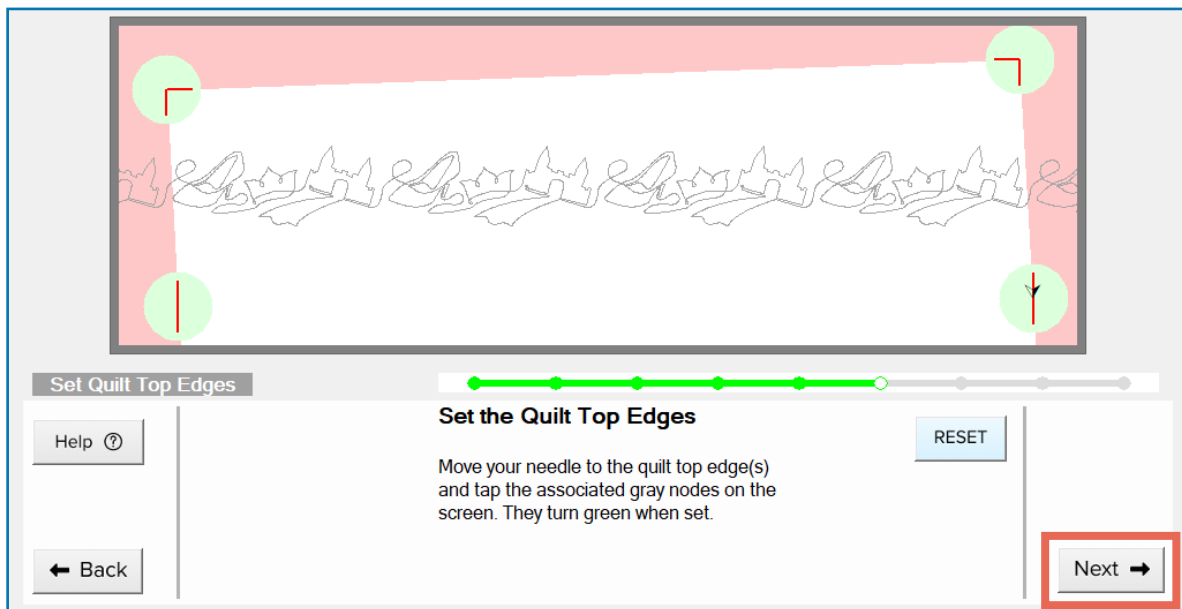 Set Quilt Top Edges
Set the Quilt Top Edges
Help
RESET
Move your needle to the quilt top edge(s)
and tap the associated gray nodes on the
screen. They turn green when set.
Back
Next